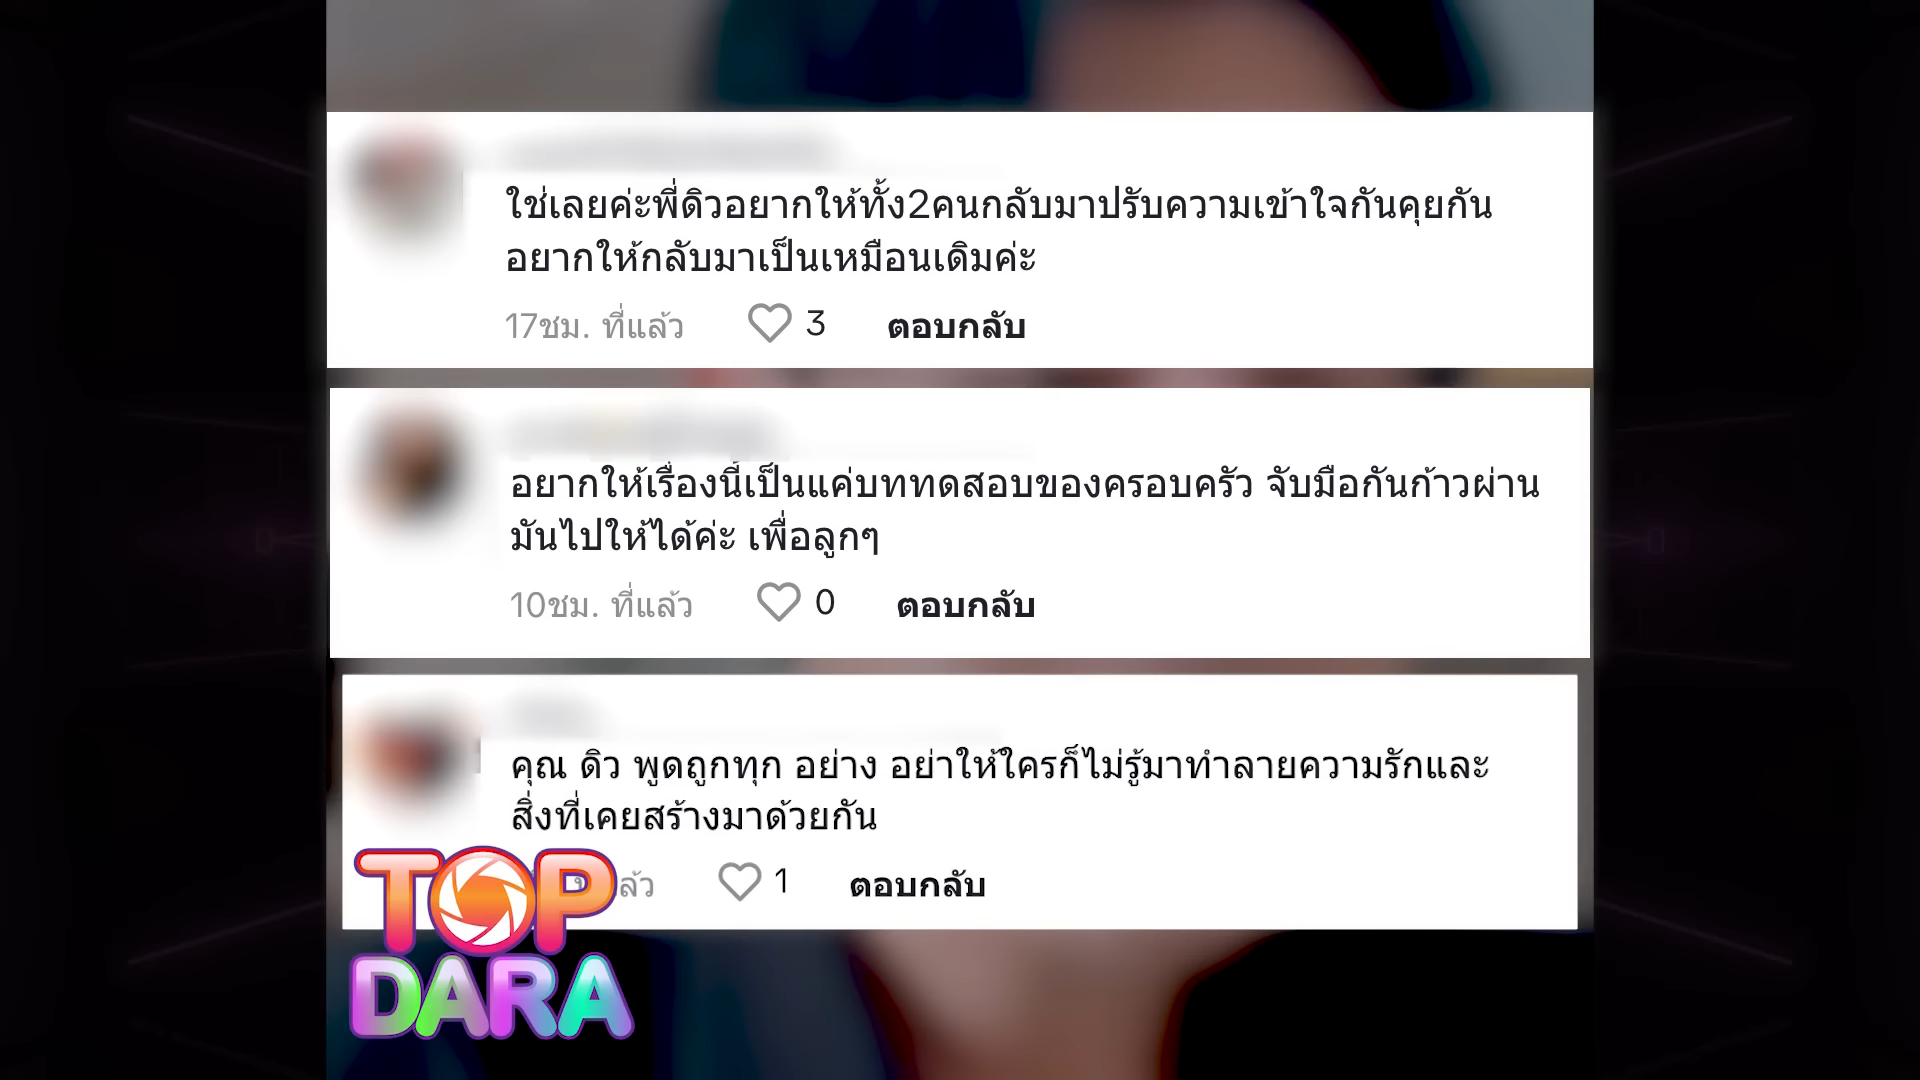 ใช่เลยค่ะพี่ดิวอยากให้ทั้ง2คนกลับมาปรับความเข้าใจกันคุยกัน
อยากให้กลับมาเป็นเหมือนเดิมค่ะ
17ชม. ที่แล้ว 3 ตอบกลับ
อยากให้เรื่องนี้เป็นแค่บททดสอบของครอบครัว จับมือกันก้าวผ่าน
มันไปให้ได้ค่ะ เพื่อลูกๆ
10ชม. ที่แล้ว 0 ตอบกลับ
คุณ ดิว พูดถูกทุก อย่าง อย่าให้ใครก็ไม่รู้มาทำลายความรักและ
สิ่งที่เคยสร้างมาด้วยกัน
1 ตอบกลับ
TOP
DARA